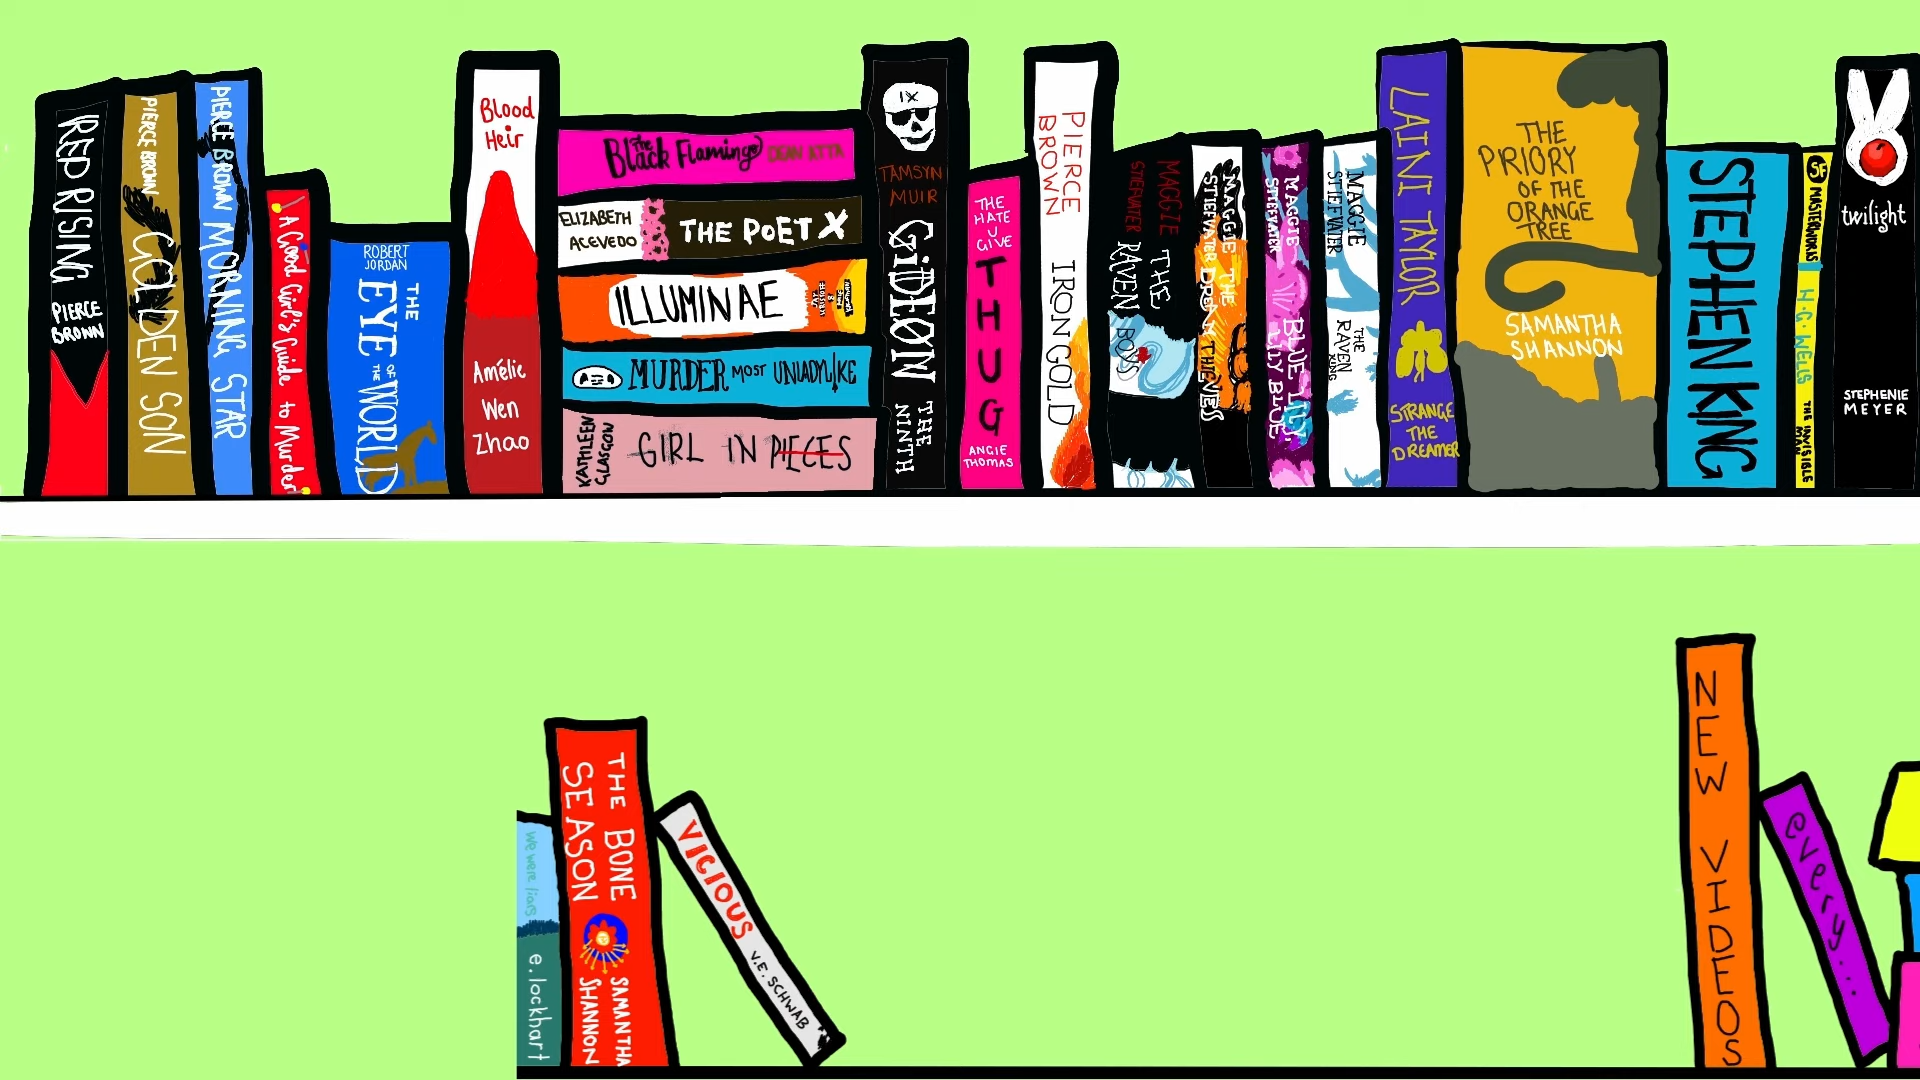 RED RISING
PIERCE BROWN
PIERCE BROWN
GOLDEN SON
PIERCE BROWN
MORNING STAR
A Good Girl's Guide to Murder
ROBERT JORDAN
THE EYE OF THE WORLD
Blood
Heir
Amélie
Wen
Zhao
The Black Flamingo DEAN ATTA
ELIZABETH
ACEVEDO
THE POET X
ILLUMINAE
MURDER MOST UNLADYLIKE
KATHLEEN
GLASGOW
GIRL IN PIECES
IX
TAMSYN
MUIR
GIDEON
THE NINTH
THE
HATE
U
GIVE
T
H
U
G
ANGIE
THOMAS
PIERCE
BROWN
IRON GOLD
MAGGIE
STIEFVATER
THE
RAVEN
BOYS
MAGGIE
STIEFVATER
THE
DREAM THIEVES
MAGGIE
STIEFVATER
BLUE LILY
LILY BLUE
MAGGIE
STIEFVATER
THE
RAVEN
KING
LAINI TAYLOR
STRANGE
THE
DREAMER
THE
PRIORY
OF THE
ORANGE
TREE
SAMANTHA
SHANNON
STEPHEN KING
SF MASTERWORKS
H·G·WELLS
THE INVISIBLE
MAN
twilight
STEPHENIE
MEYER
we were liars
e.lockhart
THE BONE
SEASON
SAMANTHA
SHANNON
VICIOUS
V.E. SCHWAB
NEW VIDEOS
every...